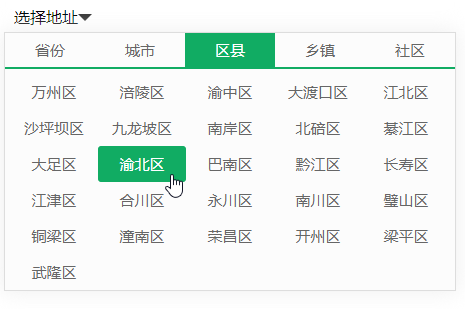 选择地址
省份 城市 区县 乡镇 社区
万州区 涪陵区 渝中区 大渡口区 江北区
沙坪坝区 九龙坡区 南岸区 北碚区 綦江区
大足区 渝北区 巴南区 黔江区 长寿区
江津区 合川区 永川区 南川区 璧山区
铜梁区 潼南区 荣昌区 开州区 梁平区
武隆区